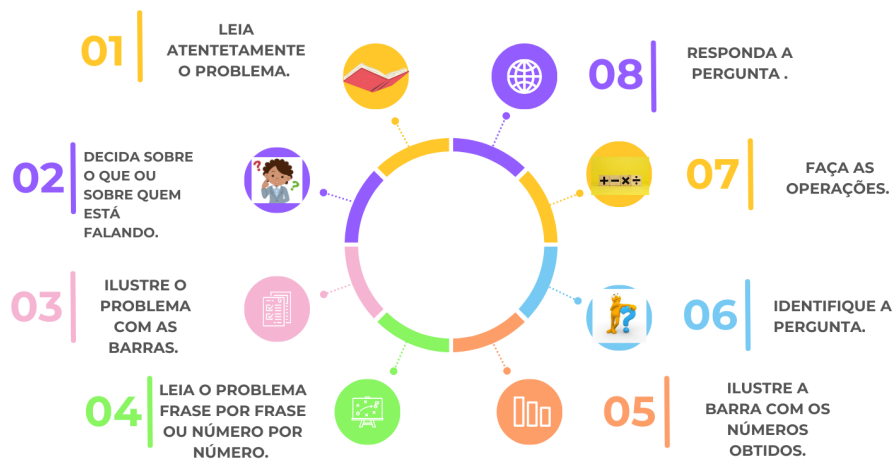 01
LEIA
ATENTETAMENTE
O PROBLEMA.
02
DECIDA SOBRE
O QUE OU
SOBRE QUEM
ESTÁ
FALANDO.
03
ILUSTRE O
PROBLEMA
COM AS
BARRAS.
04
LEIA O PROBLEMA
FRASE POR FRASE
OU NÚMERO POR
NÚMERO.
05
ILUSTRE A
BARRA COM OS
NÚMEROS
OBTIDOS.
06
IDENTIFIQUE A
PERGUNTA.
07
FAÇA AS
OPERAÇÕES.
08
RESPONDA A
PERGUNTA .
? ?
+ − × ÷
?